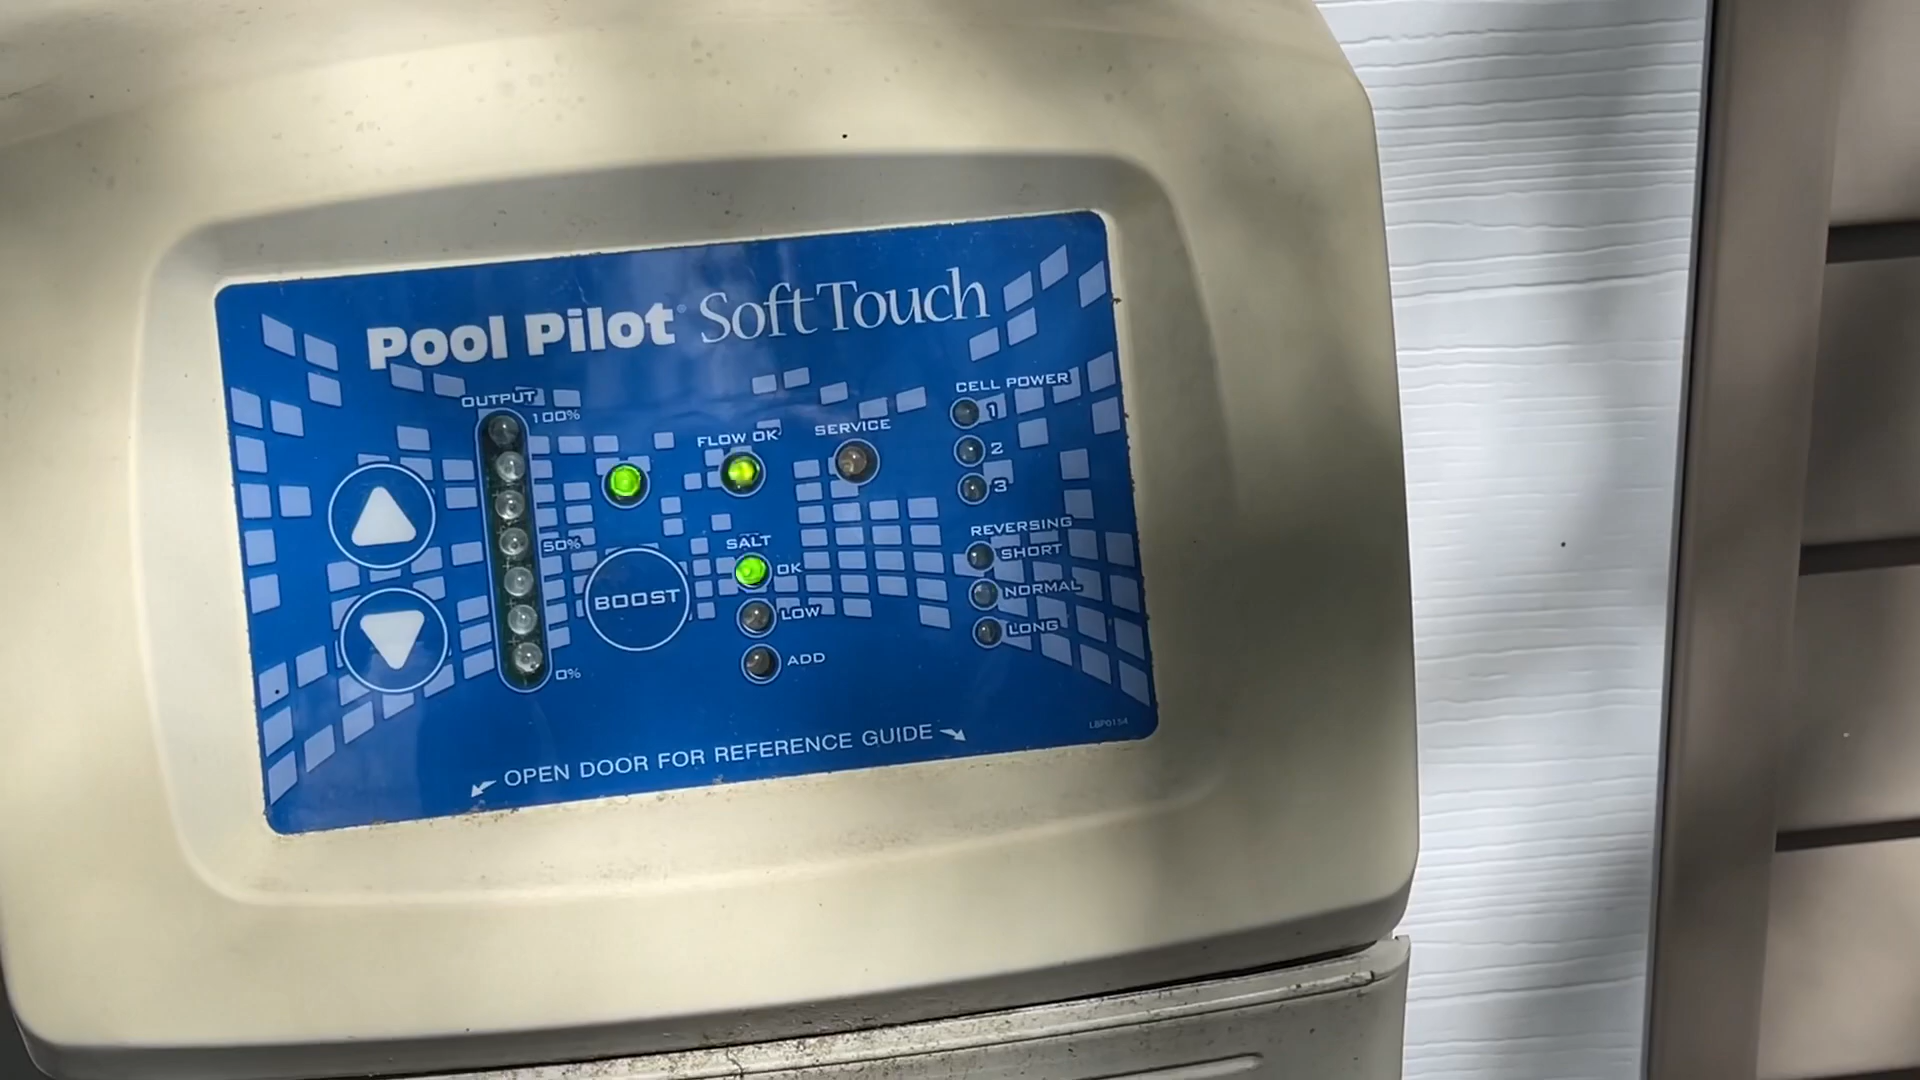 Pool Pilot® SoftTouch
OUTPUT
100%
50%
0%
FLOW OK
SERVICE
BOOST
SALT
OK
LOW
ADD
CELL POWER
1
2
3
REVERSING
SHORT
NORMAL
LONG
OPEN DOOR FOR REFERENCE GUIDE
LBP0154